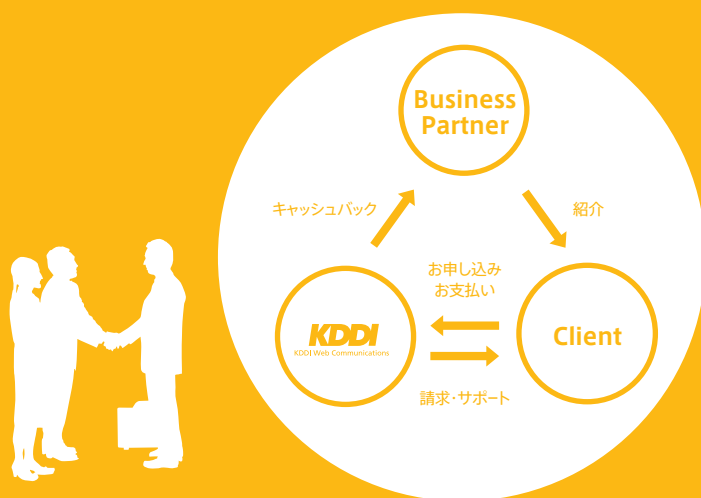 Business
Partner
キャッシュバック
紹介
お申し込み
お支払い
KDDI
KDDI Web Communications
Client
請求・サポート